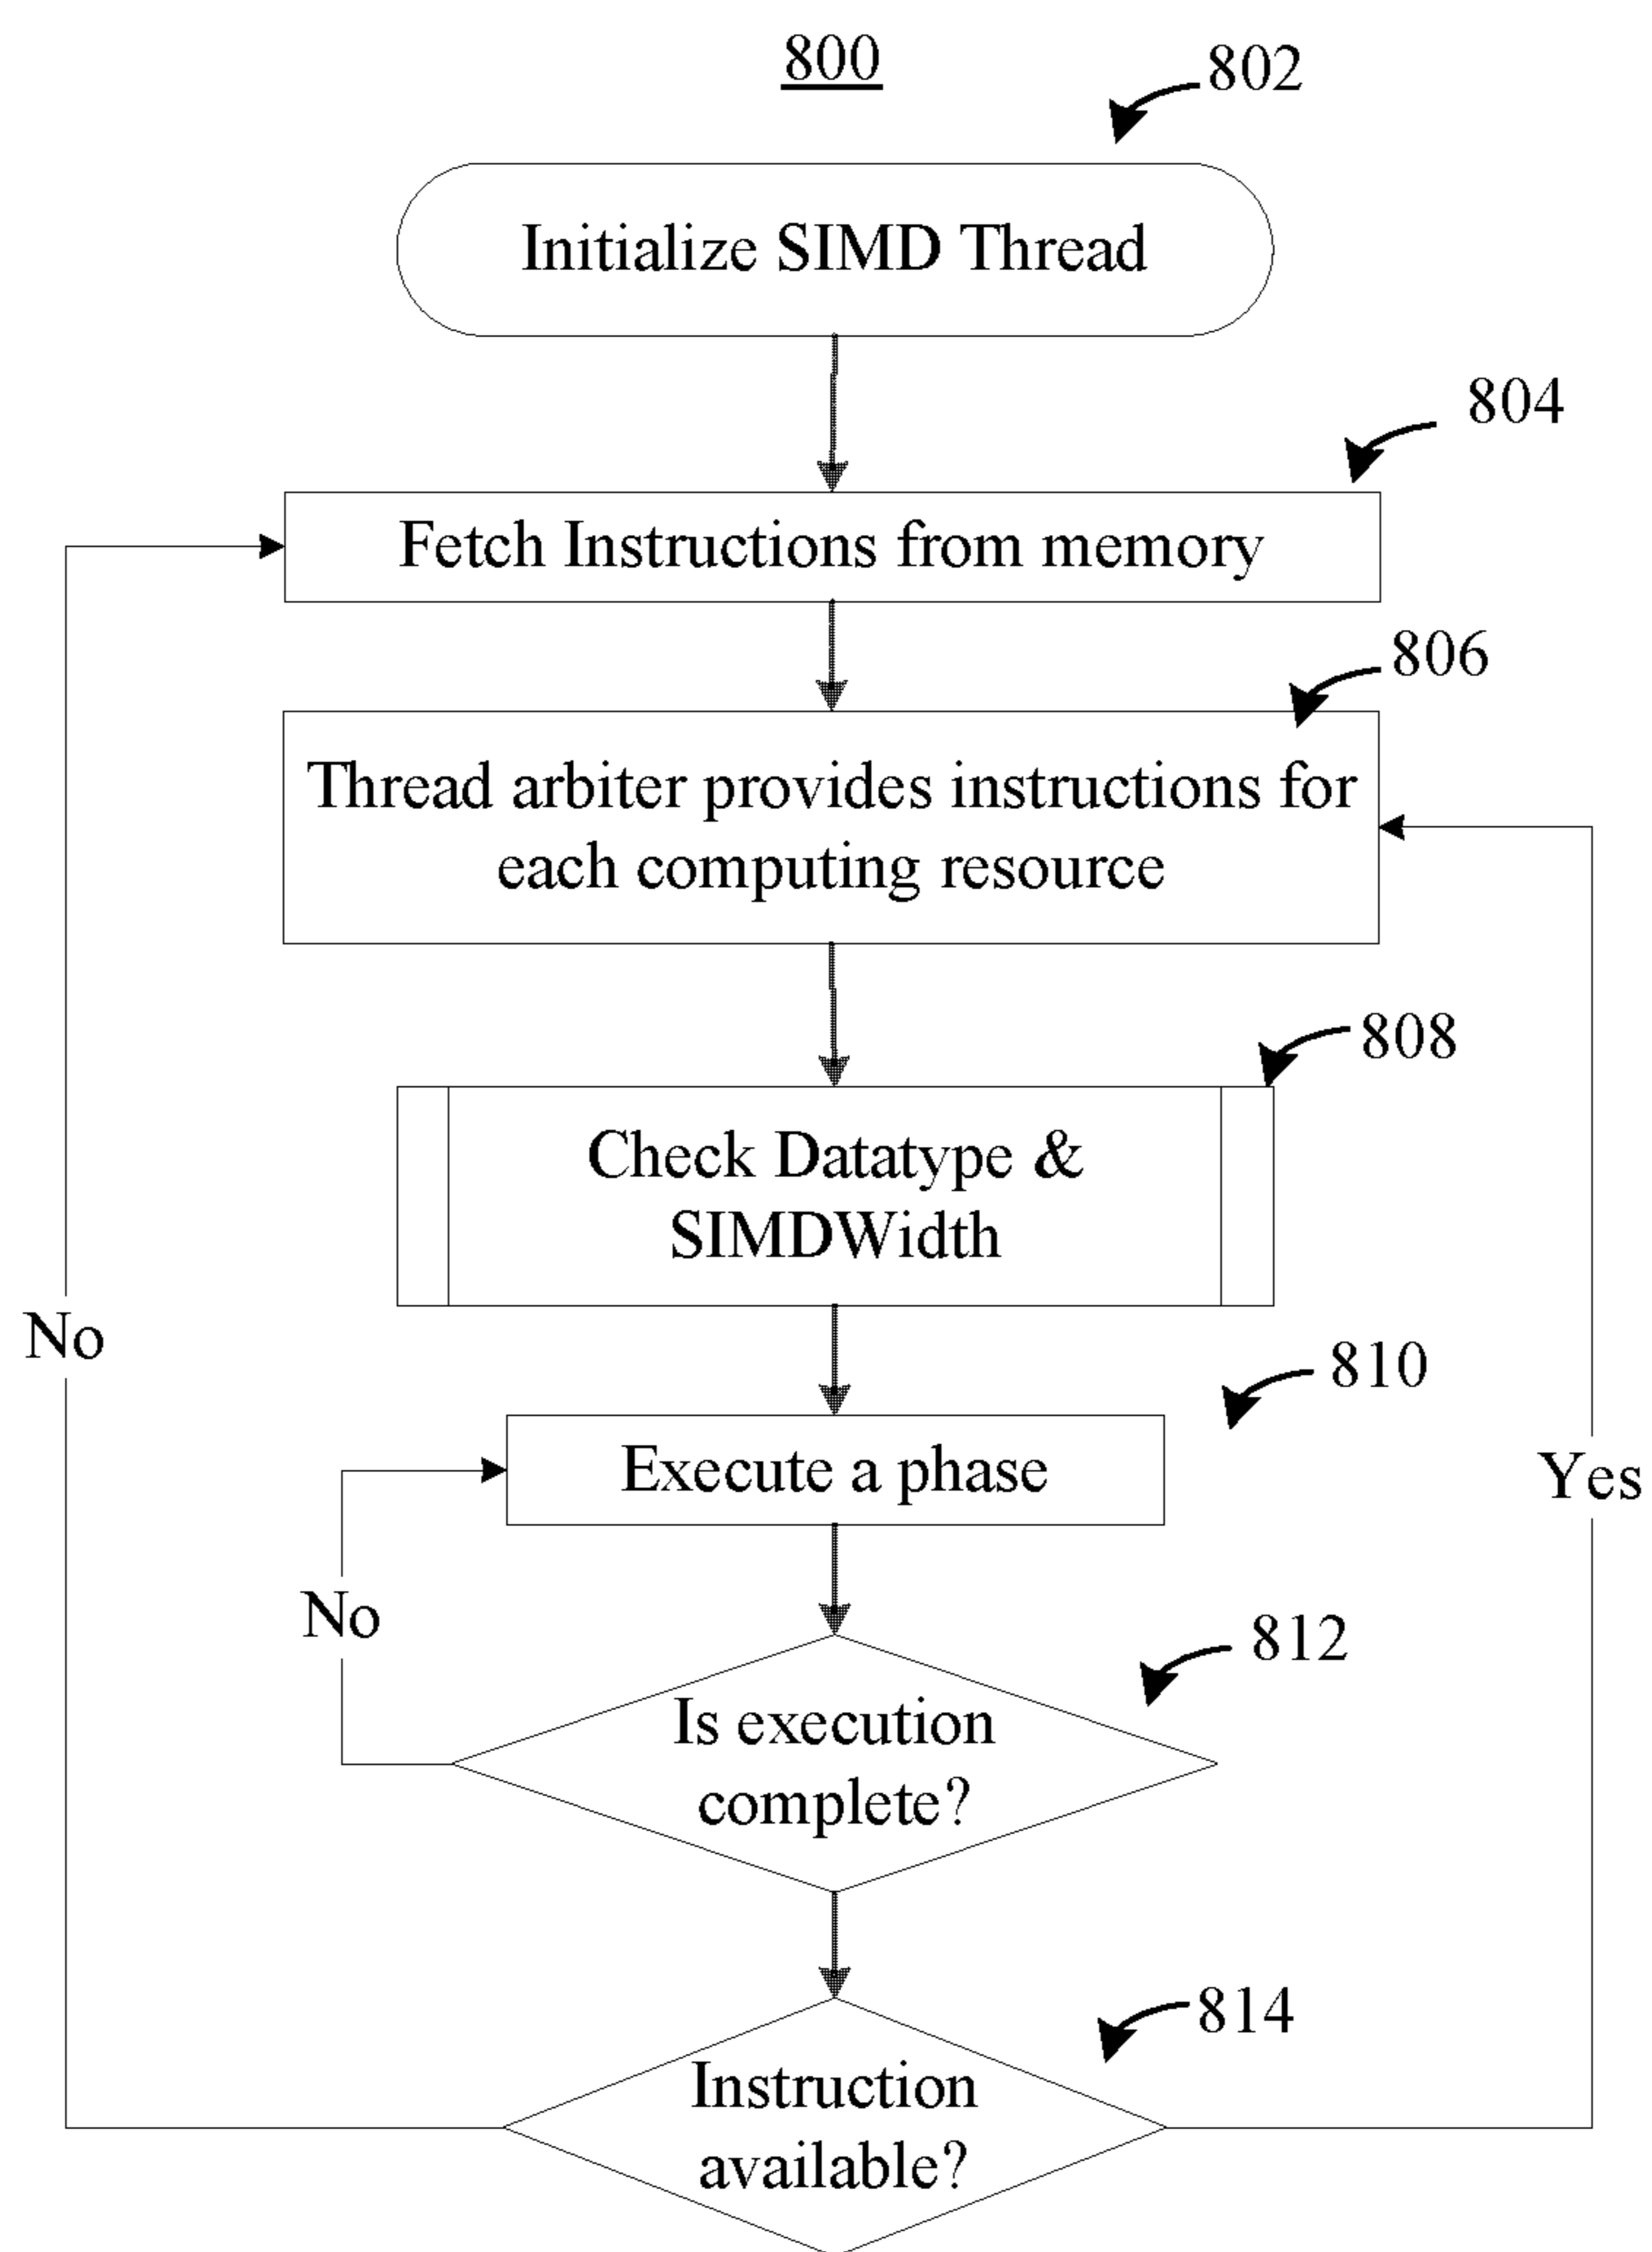 800
802
Initialize SIMD Thread
804
Fetch Instructions from memory
806
Thread arbiter provides instructions for
each computing resource
808
Check Datatype &
SIMDWidth
No
810
Execute a phase
Yes
No
812
Is execution
complete?
814
Instruction
available?